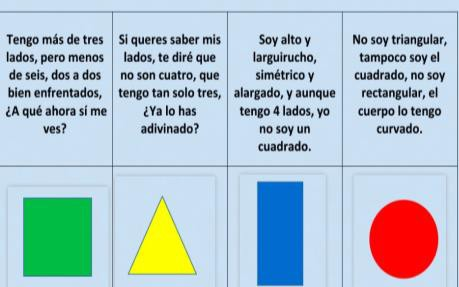 Tengo más de tres
lados, pero menos
de seis, dos a dos
bien enfrentados,
¿A qué ahora sí me
ves?
Si queres saber mis
lados, te diré que
no son cuatro, que
tengo tan solo tres,
¿Ya lo has
adivinado?
Soy alto y
larguirucho,
simétrico y
alargado, y aunque
tengo 4 lados, yo
no soy un
cuadrado.
No soy triangular,
tampoco soy el
cuadrado, no soy
rectangular, el
cuerpo lo tengo
curvado.